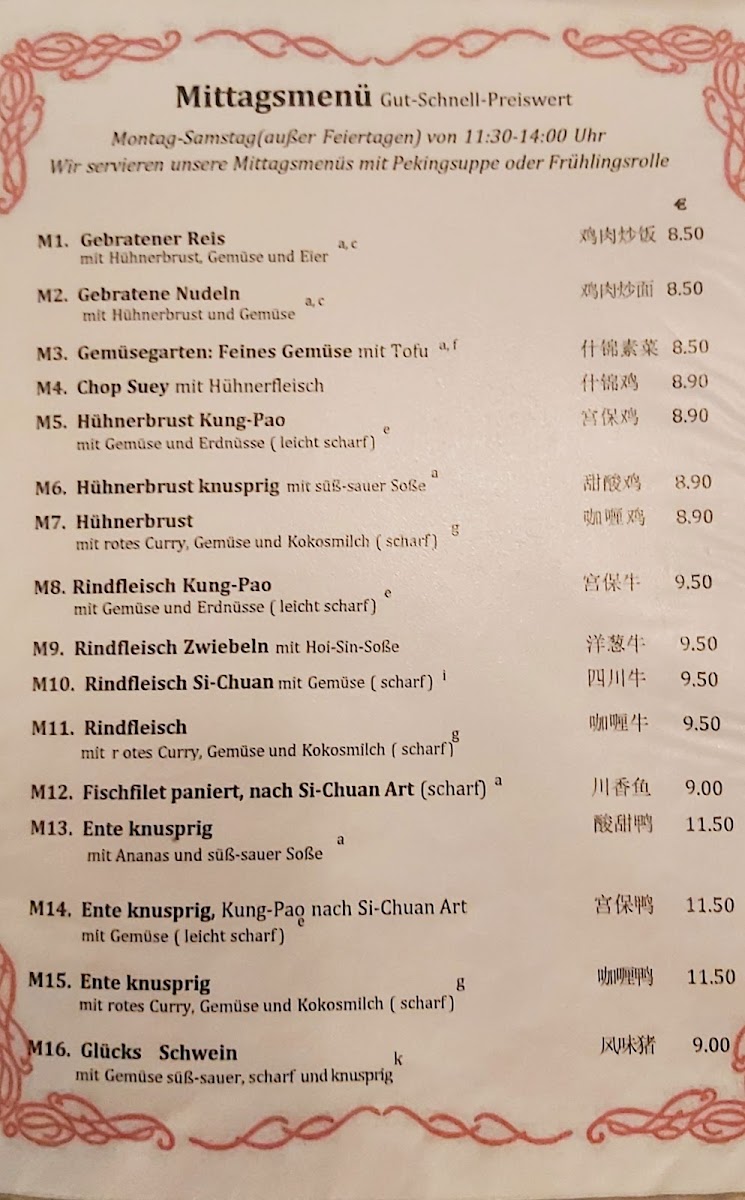 Mittagsmenü Gut-Schnell-Preiswert
Montag-Samstag(außer Feiertagen) von 11:30-14:00 Uhr
Wir servieren unsere Mittagsmenüs mit Pekingsuppe oder Frühlingsrolle
€
M1. Gebratener Reis a, c 鸡肉炒饭 8.50
mit Hühnerbrust, Gemüse und Eier
M2. Gebratene Nudeln a, c 鸡肉炒面 8.50
mit Hühnerbrust und Gemüse
M3. Gemüsegarten: Feines Gemüse mit Tofu a, f 什锦素菜 8.50
M4. Chop Suey mit Hühnerfleisch 什锦鸡 8.90
M5. Hühnerbrust Kung-Pao 宫保鸡 8.90
mit Gemüse und Erdnüsse ( leicht scharf) e
M6. Hühnerbrust knusprig mit süß-sauer Soße a 甜酸鸡 8.90
M7. Hühnerbrust 咖喱鸡 8.90
mit rotes Curry, Gemüse und Kokosmilch ( scharf) g
M8. Rindfleisch Kung-Pao 宫保牛 9.50
mit Gemüse und Erdnüsse ( leicht scharf) e
M9. Rindfleisch Zwiebeln mit Hoi-Sin-Soße 洋葱牛 9.50
M10. Rindfleisch Si-Chuan mit Gemüse ( scharf) i 四川牛 9.50
M11. Rindfleisch 咖喱牛 9.50
mit r otes Curry, Gemüse und Kokosmilch ( scharf) g
M12. Fischfilet paniert, nach Si-Chuan Art (scharf) a 川香鱼 9.00
M13. Ente knusprig 酸甜鸭 11.50
mit Ananas und süß-sauer Soße a
M14. Ente knusprig, Kung-Pao nach Si-Chuan Art 宫保鸭 11.50
mit Gemüse ( leicht scharf) e
M15. Ente knusprig g 咖喱鸭 11.50
mit rotes Curry, Gemüse und Kokosmilch ( scharf)
M16. Glücks Schwein 风味猪 9.00
mit Gemüse süß-sauer, scharf und knusprig k